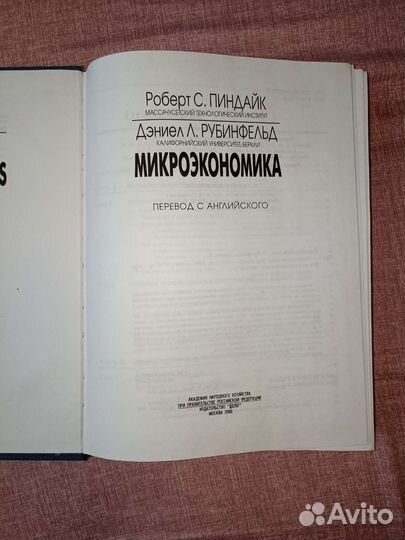 Роберт С. ПИНДАЙК
МАССАЧУСЕТСКИЙ ТЕХНОЛОГИЧЕСКИЙ ИНСТИТУТ
Дэниел Л. РУБИНФЕЛЬД
КАЛИФОРНИЙСКИЙ УНИВЕРСИТЕТ, БЕРКЛИ
S
МИКРОЭКОНОМИКА
ПЕРЕВОД С АНГЛИЙСКОГО
АКАДЕМИЯ НАРОДНОГО ХОЗЯЙСТВА
ПРИ ПРАВИТЕЛЬСТВЕ РОССИЙСКОЙ ФЕДЕРАЦИИ
ИЗДАТЕЛЬСТВО "ДЕЛО"
МОСКВА 2000
Avito